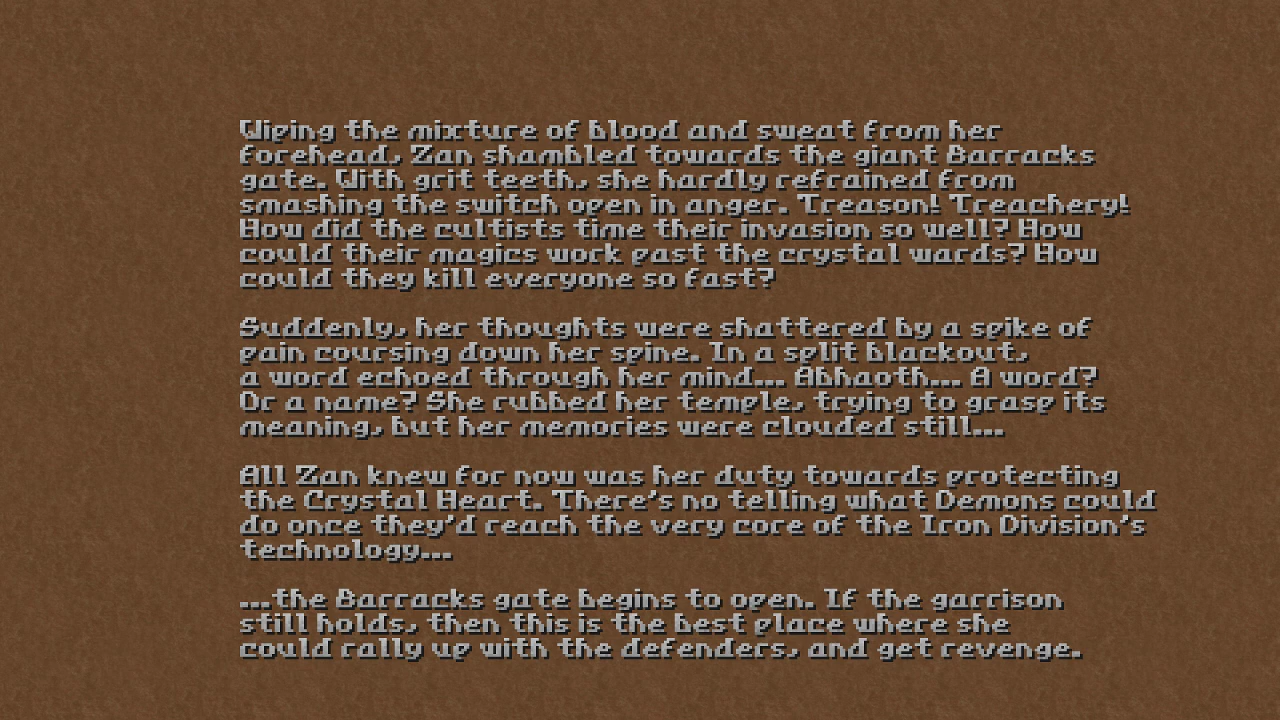 Wiping the mixture of blood and sweat from her
forehead, Zan shambled towards the giant Barracks
gate. With grit teeth, she hardly refrained from
smashing the switch open in anger. Treason! Treachery!
How did the cultists time their invasion so well? How
could their magics work past the crystal wards? How
could they kill everyone so fast?
Suddenly, her thoughts were shattered by a spike of
pain coursing down her spine. In a split blackout,
a word echoed through her mind... Abhaoth... A word?
Or a name? She rubbed her temple, trying to grasp its
meaning, but her memories were clouded still...
All Zan knew for now was her duty towards protecting
the Crystal Heart. There's no telling what Demons could
do once they'd reach the very core of the Iron Division's
technology...
...the Barracks gate begins to open. If the garrison
still holds, then this is the best place where she
could rally up with the defenders, and get revenge.